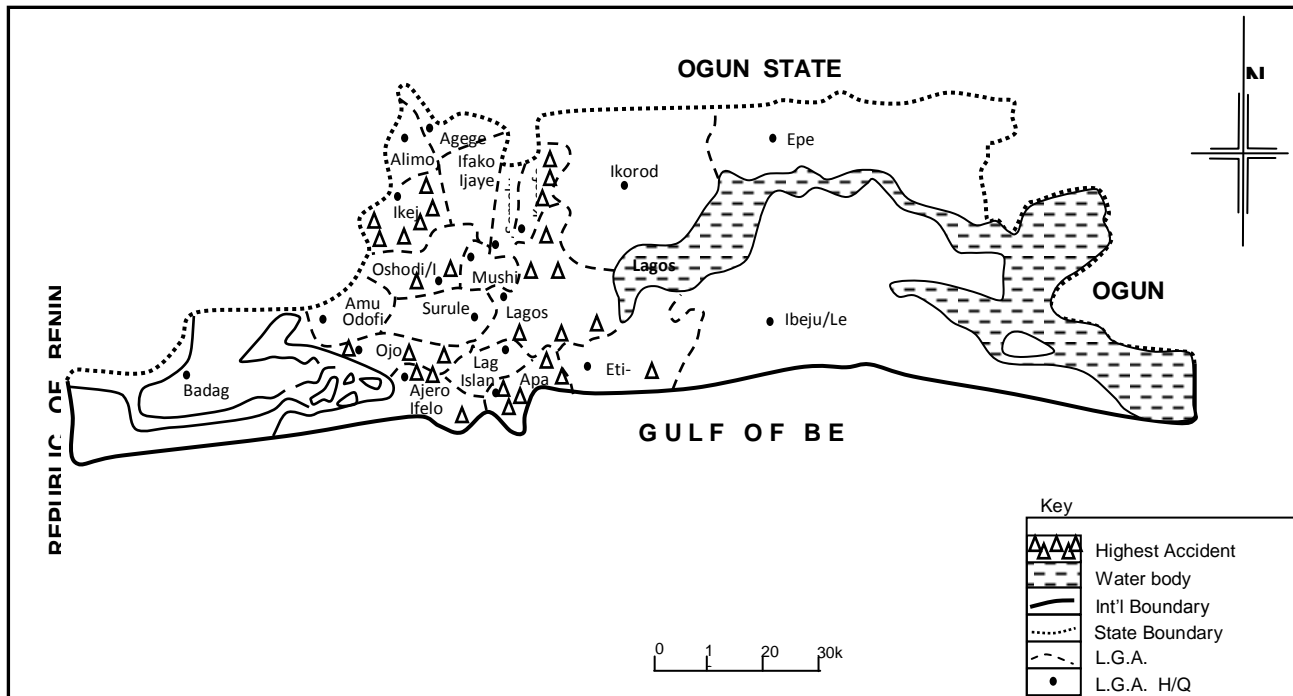 OGUN STATE
N
Agege
Epe
Alimo
Ifako
Ijaye
Ikorod
Ikej
Lagos
Oshodi/I
Mushi
OGUN
Amu
Odofi
Surule
Lagos
Ibeju/Le
REPUBLIC OF BENIN
Ojo
Lag
Islan
Eti-
Apa
Badag
Ajero
Ifelo
GULF OF BE
Key
Highest Accident
Water body
Int'l Boundary
State Boundary
L.G.A.
L.G.A. H/Q
0 1 20 30k